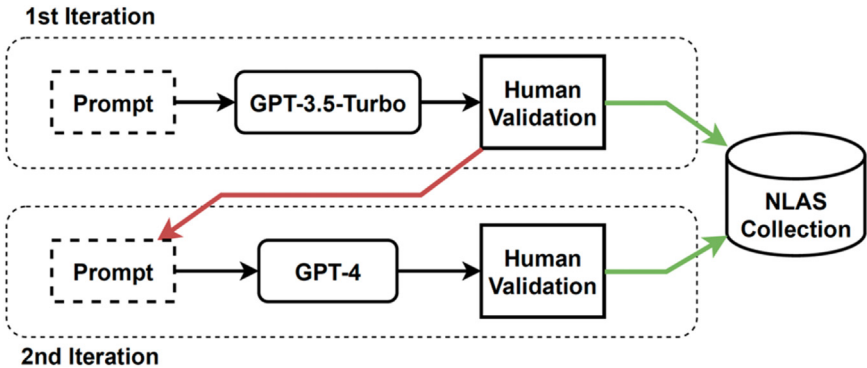 1st Iteration
Prompt
GPT-3.5-Turbo
Human
Validation
NLAS
Collection
Prompt
GPT-4
Human
Validation
2nd Iteration